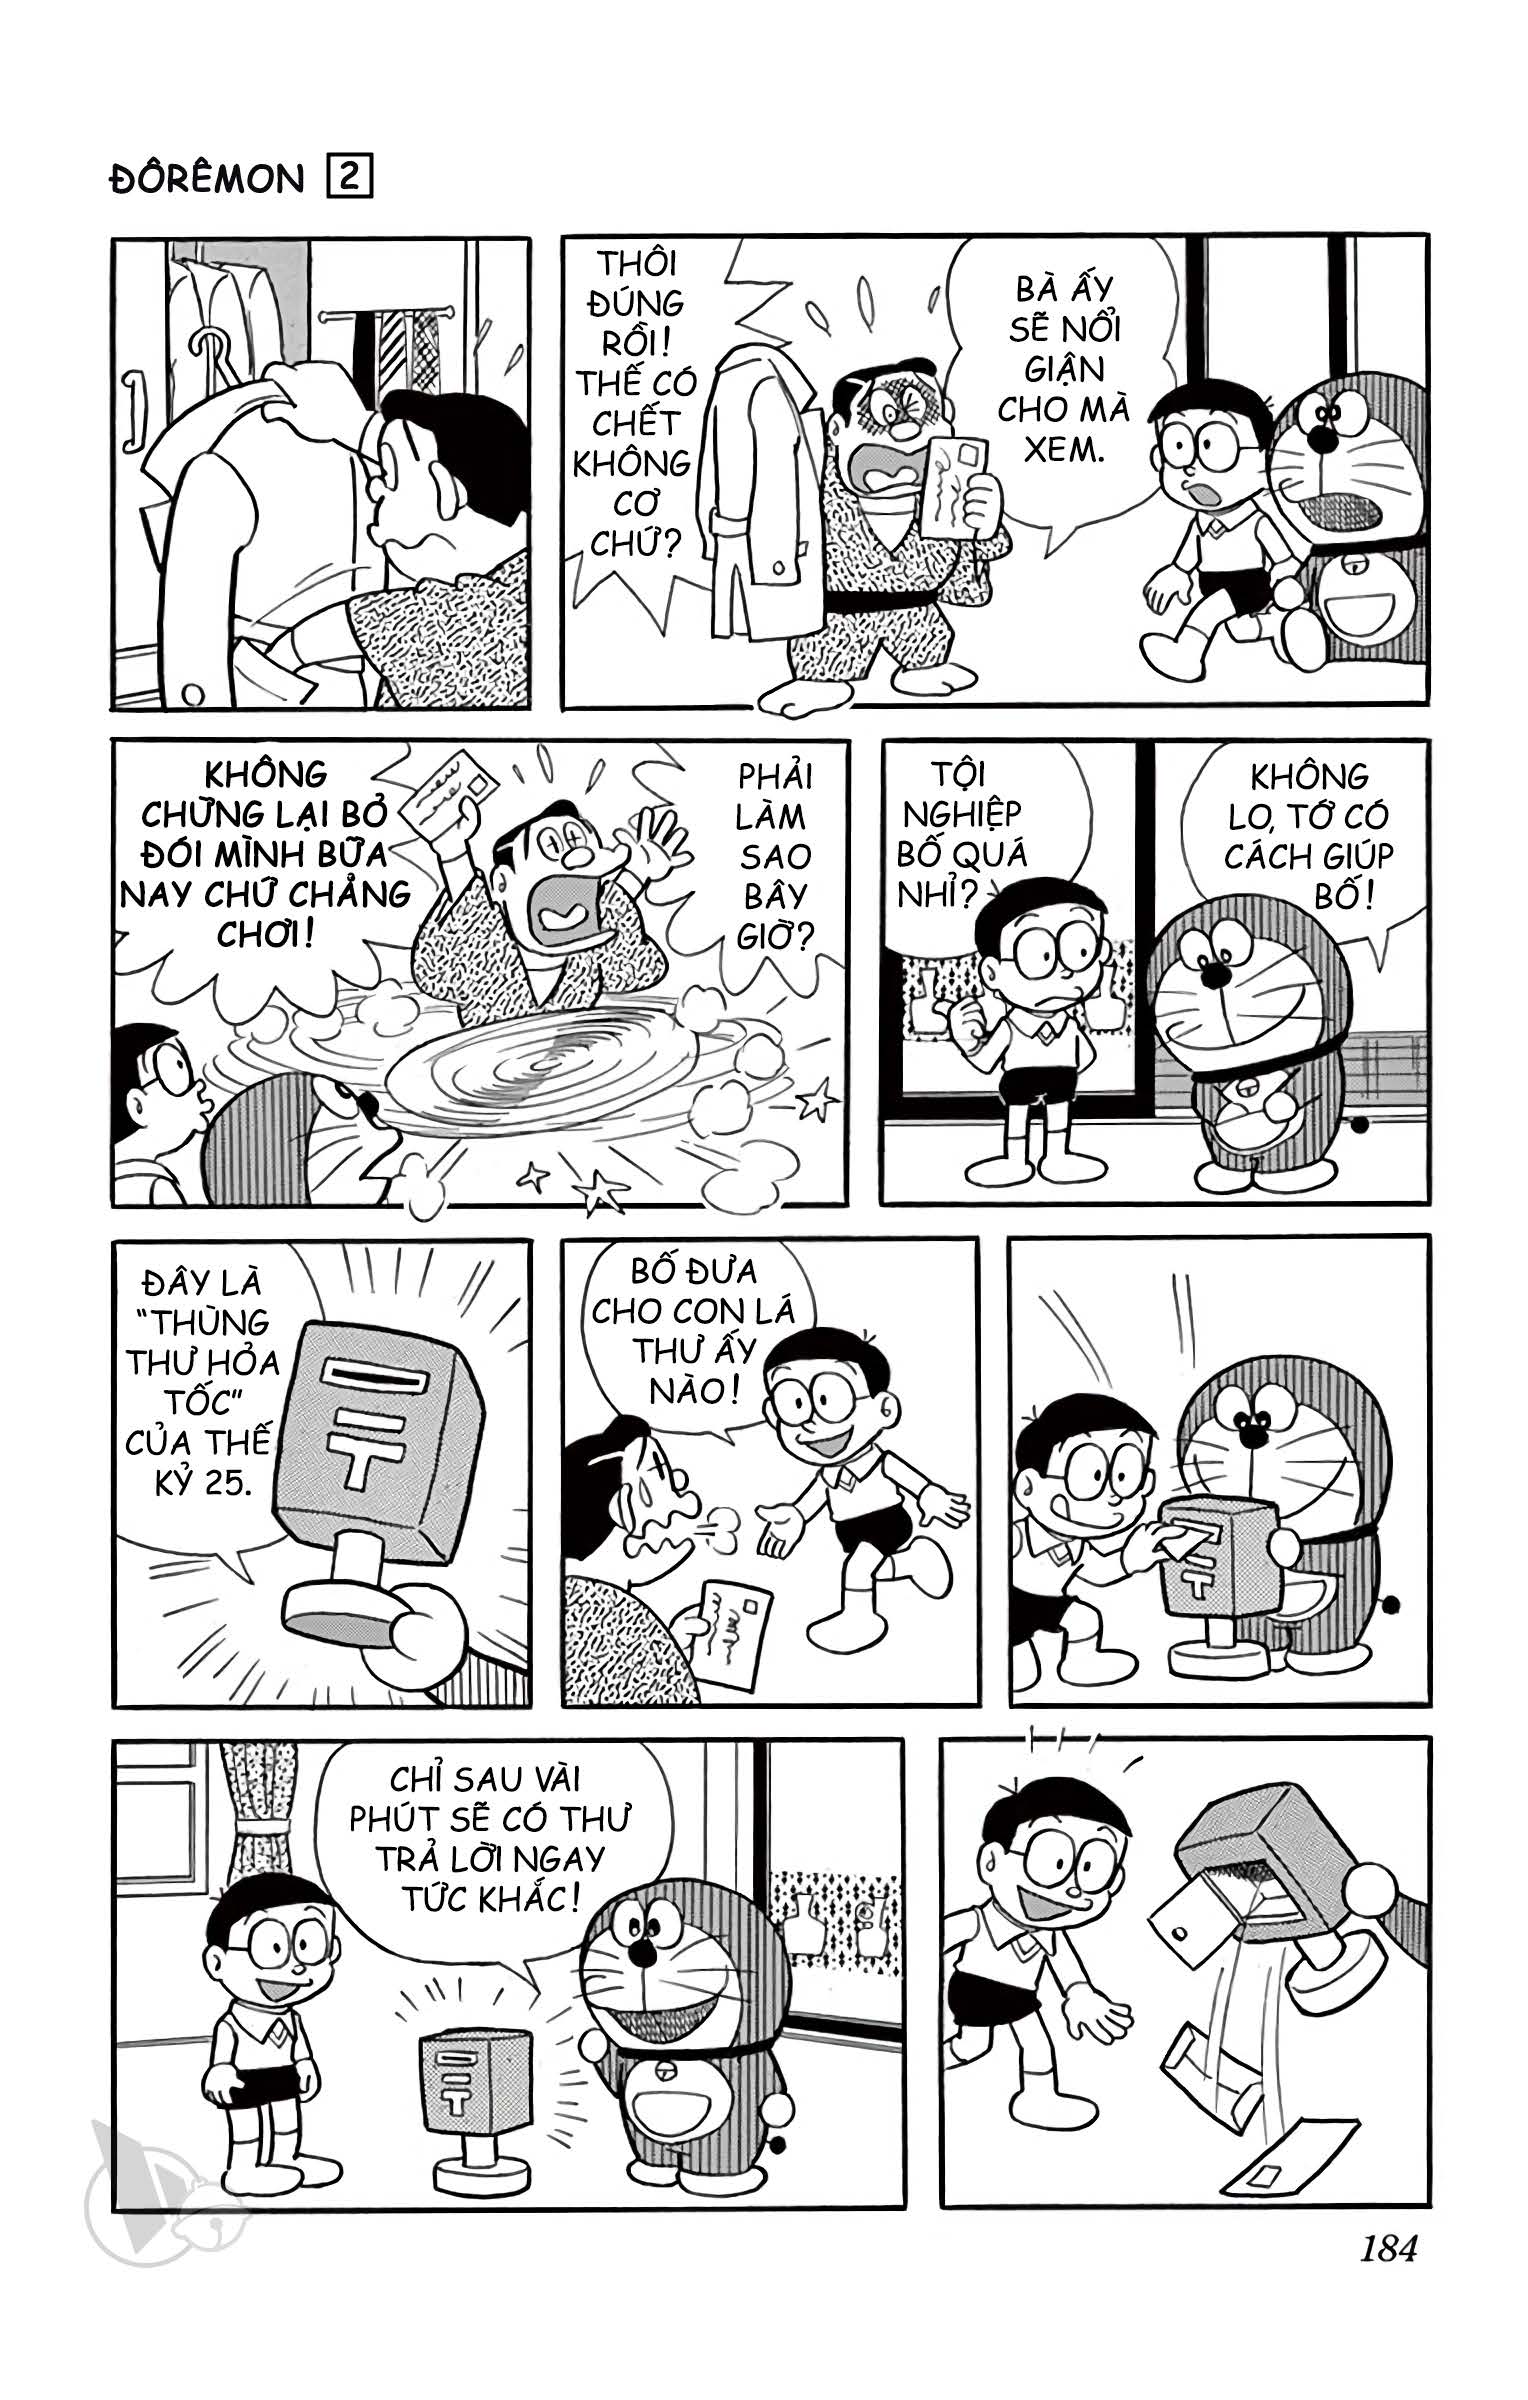 ĐÔRÊMON 2
THÔI
ĐÚNG
RỒI!
THẾ CÓ
CHẾT
KHÔNG
CƠ
CHỨ?
BÀ ẤY
SẼ NỔI
GIẬN
CHO MÀ
XEM.
KHÔNG
CHỪNG LẠI BỎ
ĐÓI MÌNH BỮA
NAY CHỨ CHẲNG
CHƠI!
PHẢI
LÀM
SAO
BÂY
GIỜ?
TỘI
NGHIỆP
BỐ QUÁ
NHỈ?
KHÔNG
LO, TỚ CÓ
CÁCH GIÚP
BỐ!
ĐÂY LÀ
"THÙNG
THƯ HỎA
TỐC"
CỦA THẾ
KỶ 25.
BỐ ĐƯA
CHO CON LÁ
THƯ ẤY
NÀO!
CHỈ SAU VÀI
PHÚT SẼ CÓ THƯ
TRẢ LỜI NGAY
TỨC KHẮC!
184